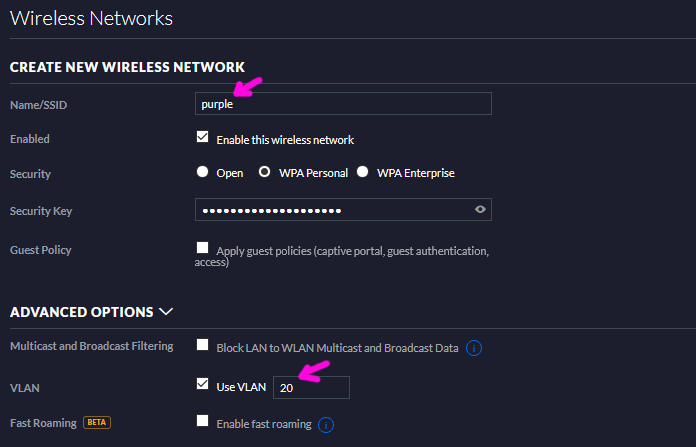 Wireless Networks
CREATE NEW WIRELESS NETWORK
Name/SSID purple
Enabled Enable this wireless network
Security Open WPA Personal WPA Enterprise
Security Key ••••••••••••••••••••
Guest Policy Apply guest policies (captive portal, guest authentication,
access)
ADVANCED OPTIONS
Multicast and Broadcast Filtering Block LAN to WLAN Multicast and Broadcast Data i
VLAN Use VLAN 20
Fast Roaming BETA Enable fast roaming i